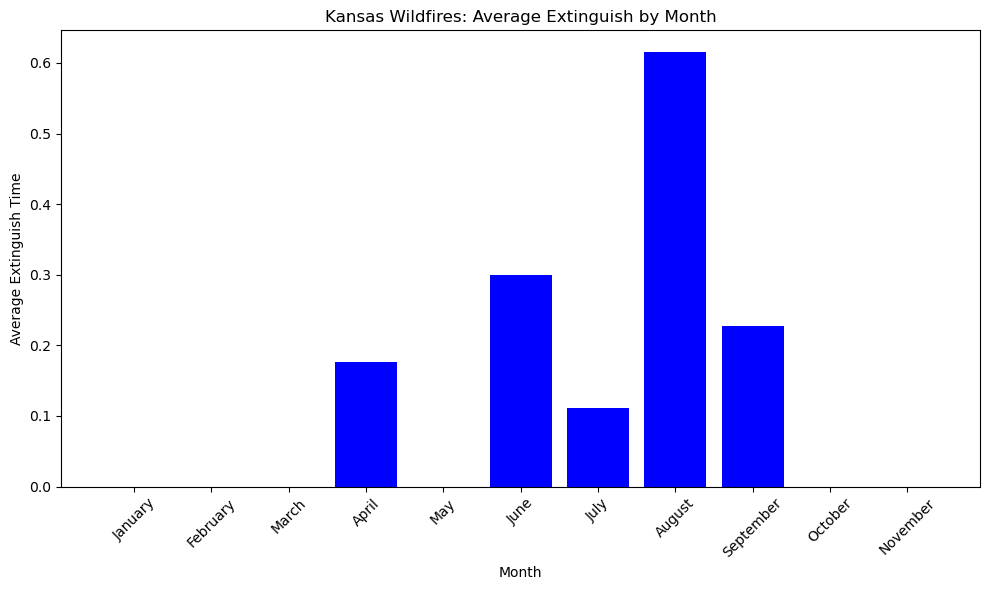 Kansas Wildfires: Average Extinguish by Month
Average Extinguish Time
0.6
0.5
0.4
0.3
0.2
0.1
0.0
January
February
March
April
May
June
July
August
September
October
November
Month